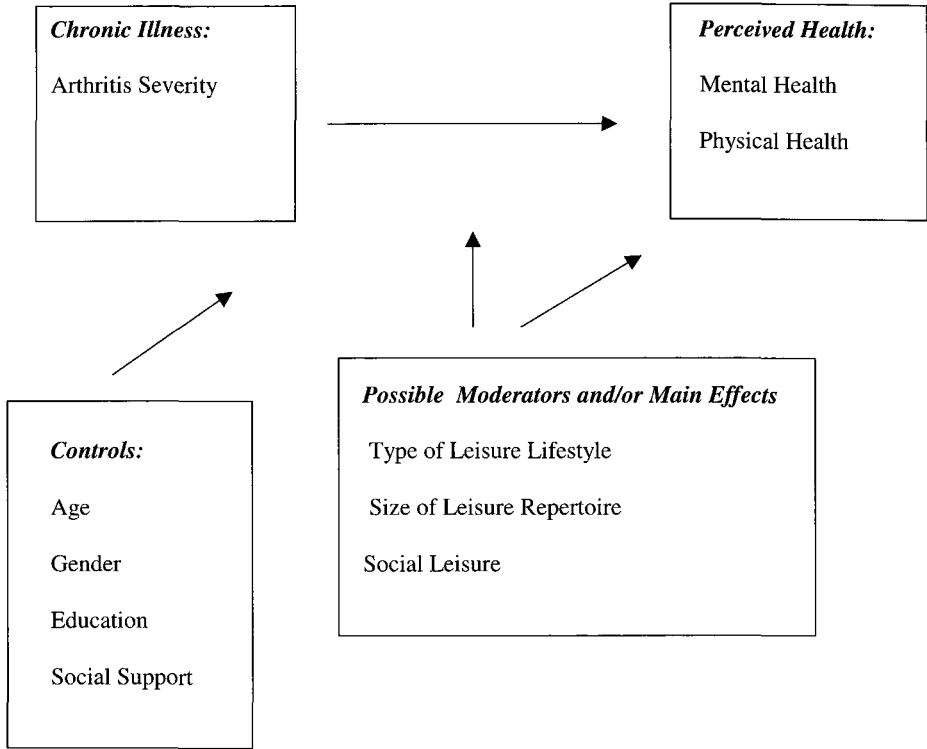 Chronic Illness:
Arthritis Severity
Perceived Health:
Mental Health
Physical Health
Controls:
Age
Gender
Education
Social Support
Possible Moderators and/or Main Effects
Type of Leisure Lifestyle
Size of Leisure Repertoire
Social Leisure